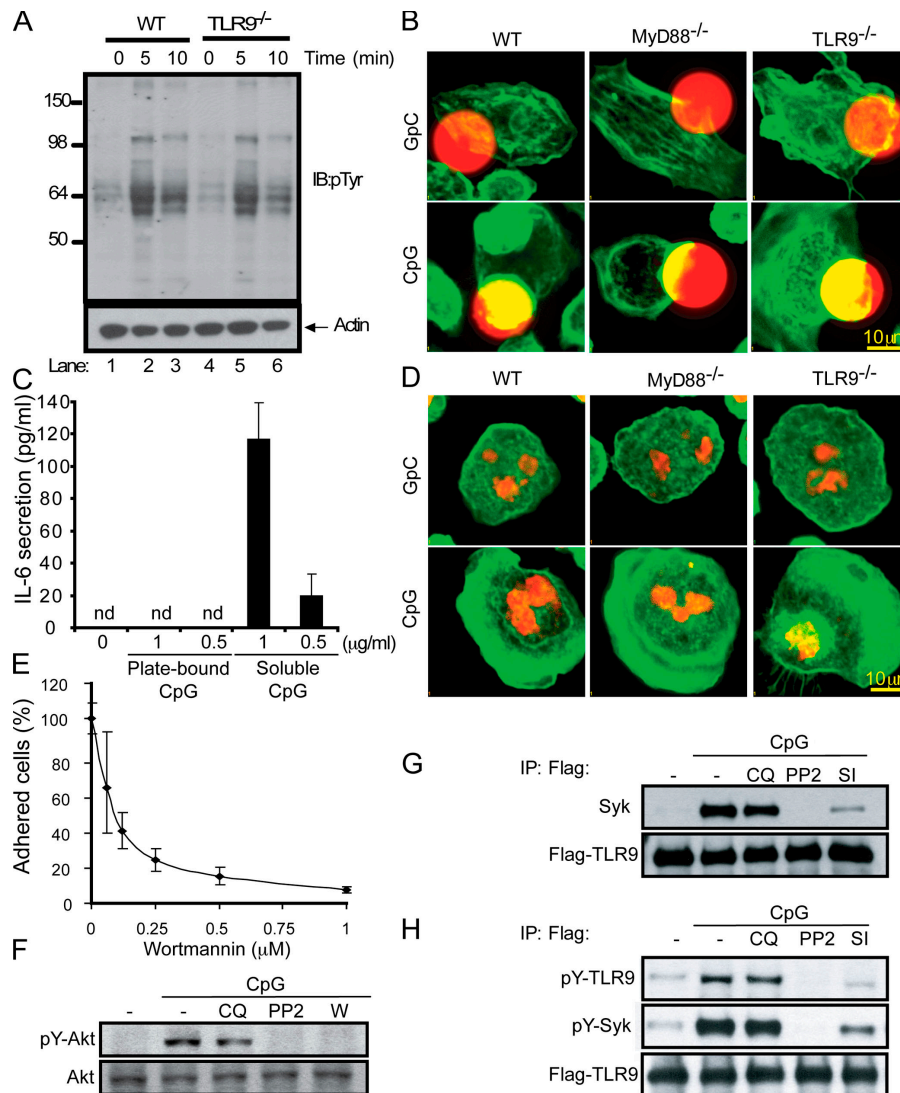 A
WT TLR9-/-
0 5 10 0 5 10 Time (min)
150
98
64
50
IB:pTyr
Actin
Lane: 1 2 3 4 5 6
B
WT MyD88-/- TLR9-/-
GpC
CpG
10 μm
C
IL-6 secretion (pg/ml)
140
120
100
80
60
40
20
0
nd nd nd
0 1 0.5 1 0.5 (μg/ml)
Plate-bound Soluble
CpG CpG
D
WT MyD88-/- TLR9-/-
GpC
CpG
10 μm
E
Adhered cells (%)
120
100
80
60
40
20
0
0 0.25 0.5 0.75 1
Wortmannin (μM)
F
CpG
- - CQ PP2 W
pY-Akt
Akt
G
CpG
IP: Flag: - - CQ PP2 SI
Syk
Flag-TLR9
H
CpG
IP: Flag: - - CQ PP2 SI
pY-TLR9
pY-Syk
Flag-TLR9